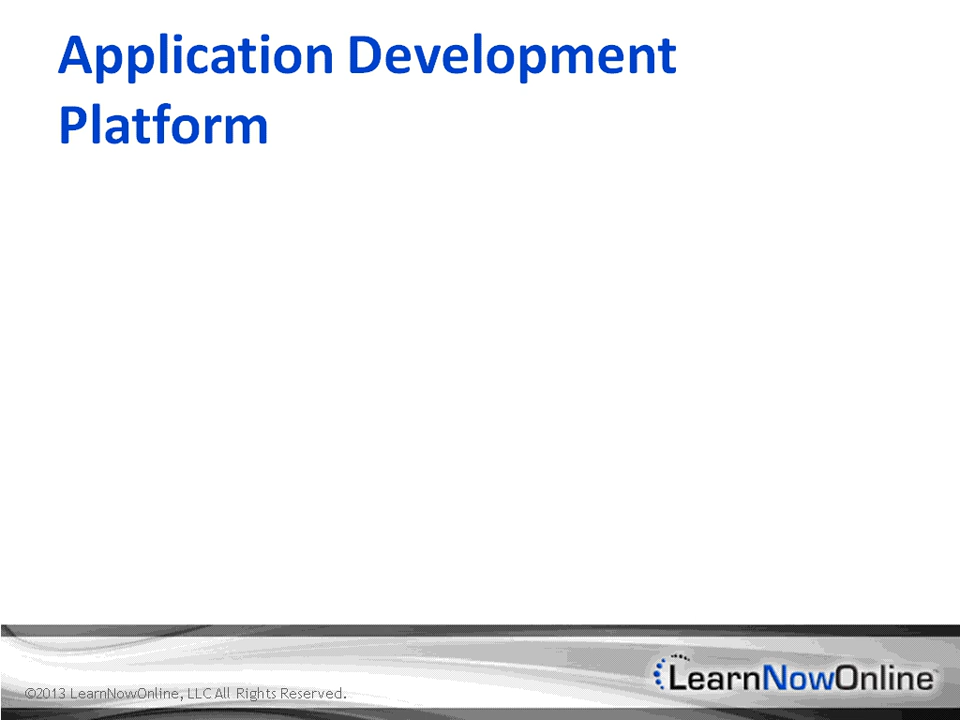 Application Development
Platform
©2013 LearnNowOnline, LLC All Rights Reserved.
LearnNowOnline